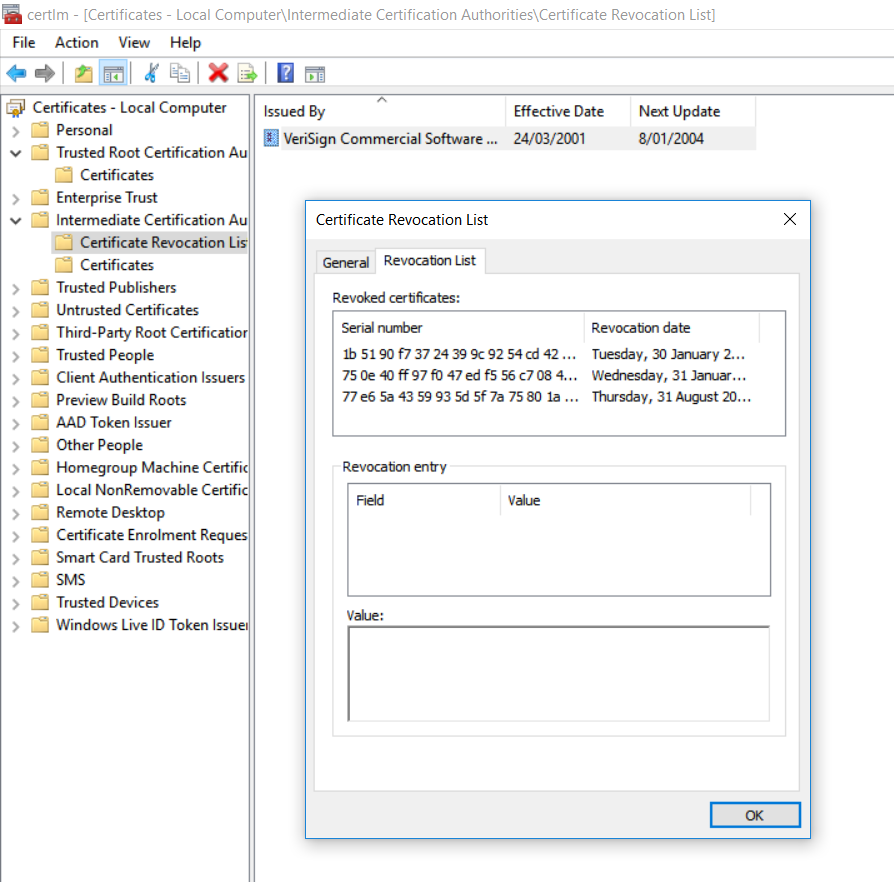 certlm - [Certificates - Local Computer\Intermediate Certification Authorities\Certificate Revocation List]
File Action View Help
Certificates - Local Computer
Personal
Trusted Root Certification Au
Certificates
Enterprise Trust
Intermediate Certification Au
Certificate Revocation Lis
Certificates
Trusted Publishers
Untrusted Certificates
Third-Party Root Certification
Trusted People
Client Authentication Issuers
Preview Build Roots
AAD Token Issuer
Other People
Homegroup Machine Certific
Local NonRemovable Certific
Remote Desktop
Certificate Enrolment Reques
Smart Card Trusted Roots
SMS
Trusted Devices
Windows Live ID Token Issuer
Issued By Effective Date Next Update
VeriSign Commercial Software ... 24/03/2001 8/01/2004
Certificate Revocation List
General Revocation List
Revoked certificates:
Serial number Revocation date
1b 51 90 f7 37 24 39 9c 92 54 cd 42 ... Tuesday, 30 January 2...
75 0e 40 ff 97 f0 47 ed f5 56 c7 08 4... Wednesday, 31 Januar...
77 e6 5a 43 59 93 5d 5f 7a 75 80 1a ... Thursday, 31 August 20...
Revocation entry
Field Value
Value:
OK